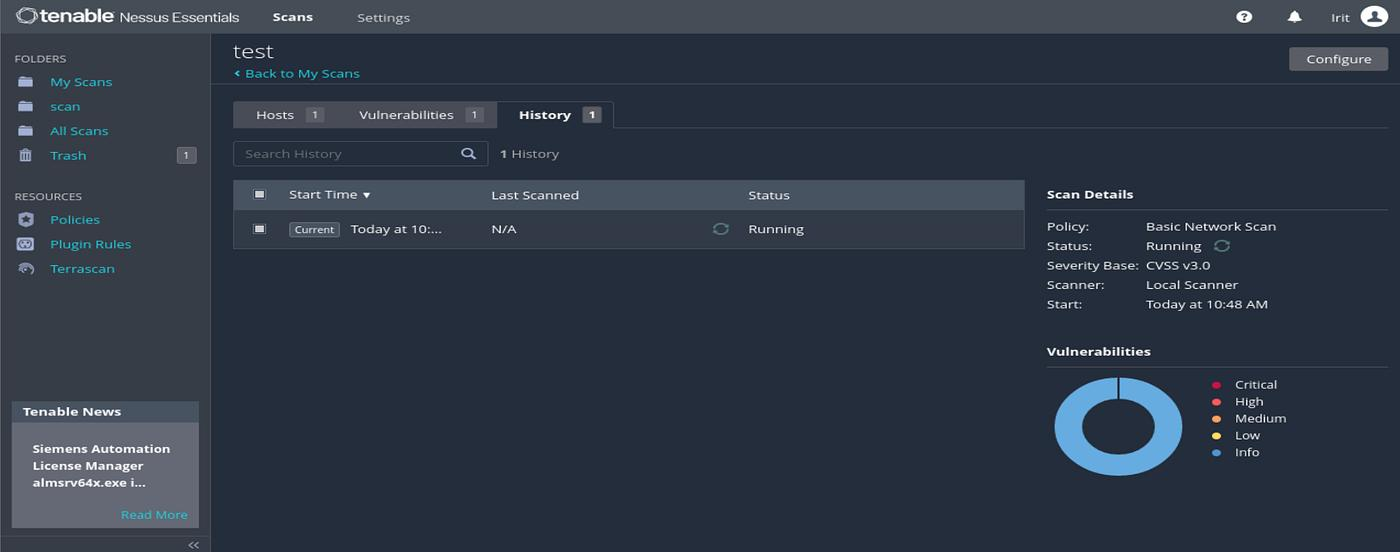 tenable Nessus Essentials Scans Settings ? Irit
FOLDERS
My Scans
scan
All Scans
Trash 1
RESOURCES
Policies
Plugin Rules
Terrascan
Tenable News
Siemens Automation
License Manager
almsrv64x.exe i...
Read More
<<
test
< Back to My Scans
Configure
Hosts 1 Vulnerabilities 1 History 1
Search History 1 History
Start Time Last Scanned Status
Current Today at 10:... N/A Running
Scan Details
Policy: Basic Network Scan
Status: Running
Severity Base: CVSS v3.0
Scanner: Local Scanner
Start: Today at 10:48 AM
Vulnerabilities
Critical
High
Medium
Low
Info